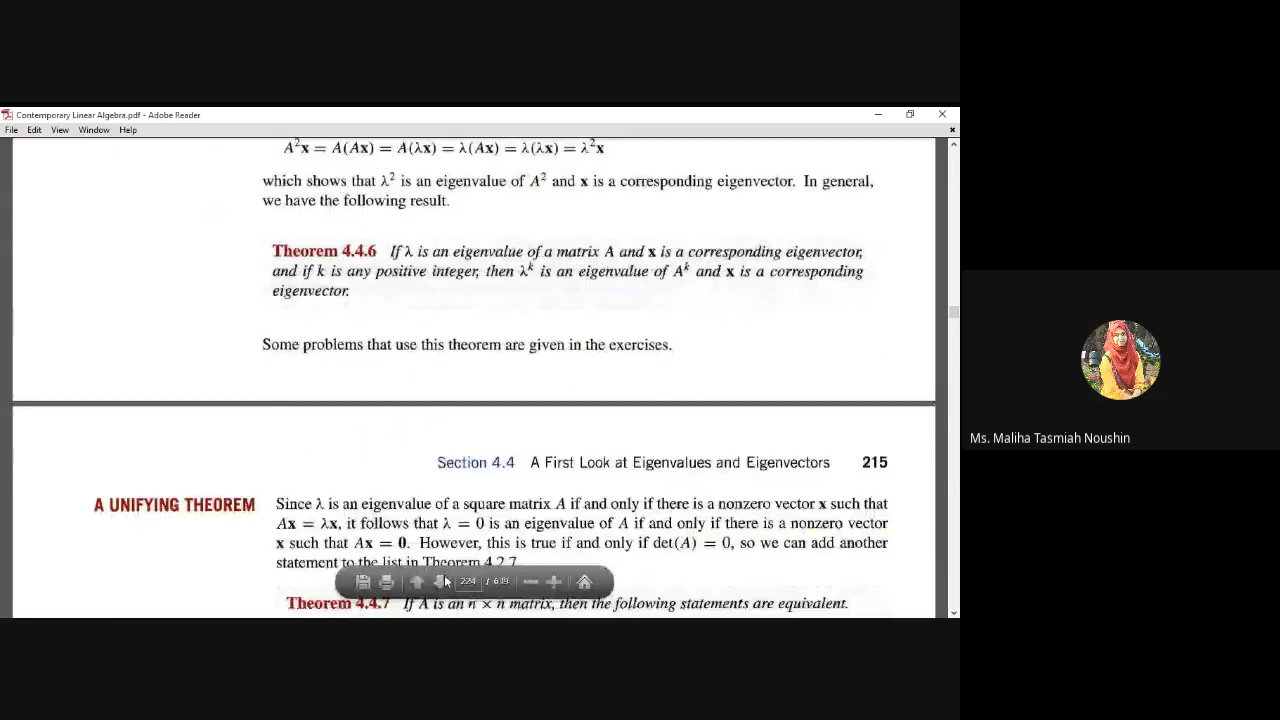 Contemporary Linear Algebra.pdf - Adobe Reader
File Edit View Window Help
A²x = A(Ax) = A(λx) = λ(Ax) = λ(λx) = λ²x
which shows that λ² is an eigenvalue of A² and x is a corresponding eigenvector. In general,
we have the following result.
Theorem 4.4.6 If λ is an eigenvalue of a matrix A and x is a corresponding eigenvector,
and if k is any positive integer, then λᵏ is an eigenvalue of Aᵏ and x is a corresponding
eigenvector.
Some problems that use this theorem are given in the exercises.
Section 4.4 A First Look at Eigenvalues and Eigenvectors 215
A UNIFYING THEOREM
Since λ is an eigenvalue of a square matrix A if and only if there is a nonzero vector x such that
Ax = λx, it follows that λ = 0 is an eigenvalue of A if and only if there is a nonzero vector
x such that Ax = 0. However, this is true if and only if det(A) = 0, so we can add another
statement to the list in Theorem 4.2.7.
224 / 639
Theorem 4.4.7 If A is an n × n matrix, then the following statements are equivalent.
Ms. Maliha Tasmiah Noushin